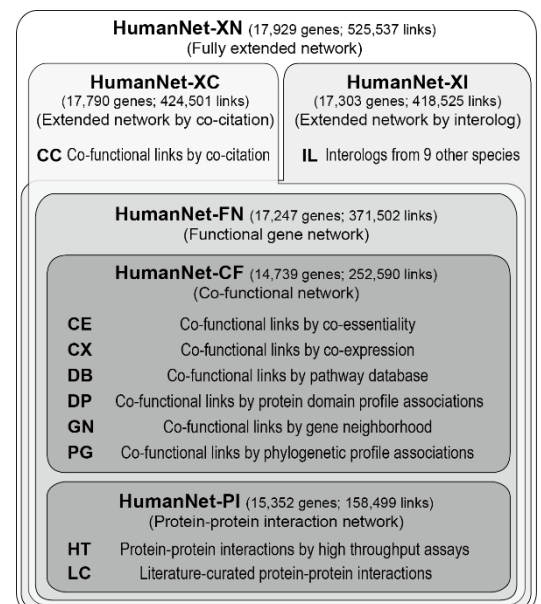 HumanNet-XN (17,929 genes; 525,537 links)
(Fully extended network)
HumanNet-XC
(17,790 genes; 424,501 links)
(Extended network by co-citation)
CC Co-functional links by co-citation
HumanNet-XI
(17,303 genes; 418,525 links)
(Extended network by interolog)
IL Interologs from 9 other species
HumanNet-FN (17,247 genes; 371,502 links)
(Functional gene network)
HumanNet-CF (14,739 genes; 252,590 links)
(Co-functional network)
CE Co-functional links by co-essentiality
CX Co-functional links by co-expression
DB Co-functional links by pathway database
DP Co-functional links by protein domain profile associations
GN Co-functional links by gene neighborhood
PG Co-functional links by phylogenetic profile associations
HumanNet-PI (15,352 genes; 158,499 links)
(Protein-protein interaction network)
HT Protein-protein interactions by high throughput assays
LC Literature-curated protein-protein interactions